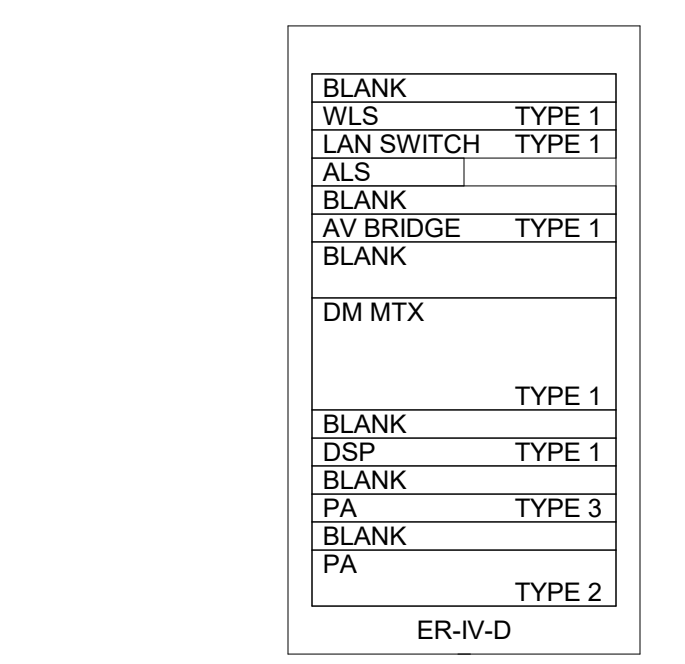 BLANK
WLS TYPE 1
LAN SWITCH TYPE 1
ALS
BLANK
AV BRIDGE TYPE 1
BLANK
DM MTX
TYPE 1
BLANK
DSP TYPE 1
BLANK
PA TYPE 3
BLANK
PA
TYPE 2
ER-IV-D